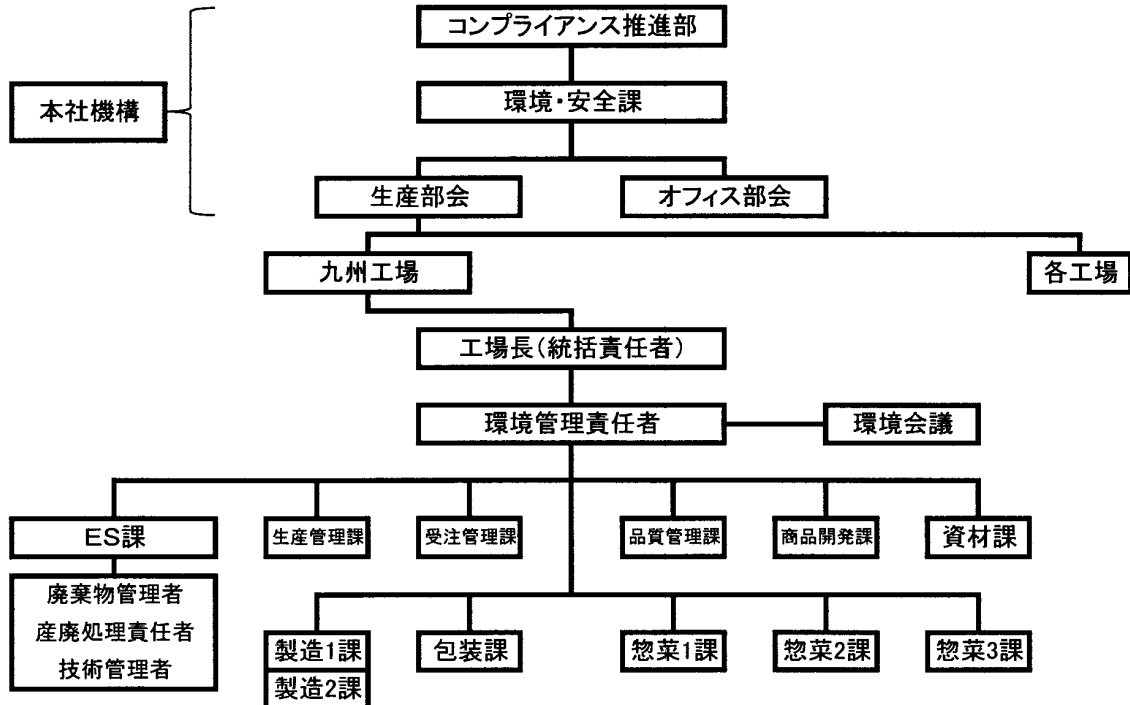 コンプライアンス推進部
本社機構
環境・安全課
生産部会
オフィス部会
九州工場
各工場
工場長(統括責任者)
環境管理責任者
環境会議
ES課
生産管理課
受注管理課
品質管理課
商品開発課
資材課
廃棄物管理者
産廃処理責任者
技術管理者
製造1課
包装課
惣菜1課
惣菜2課
惣菜3課
製造2課